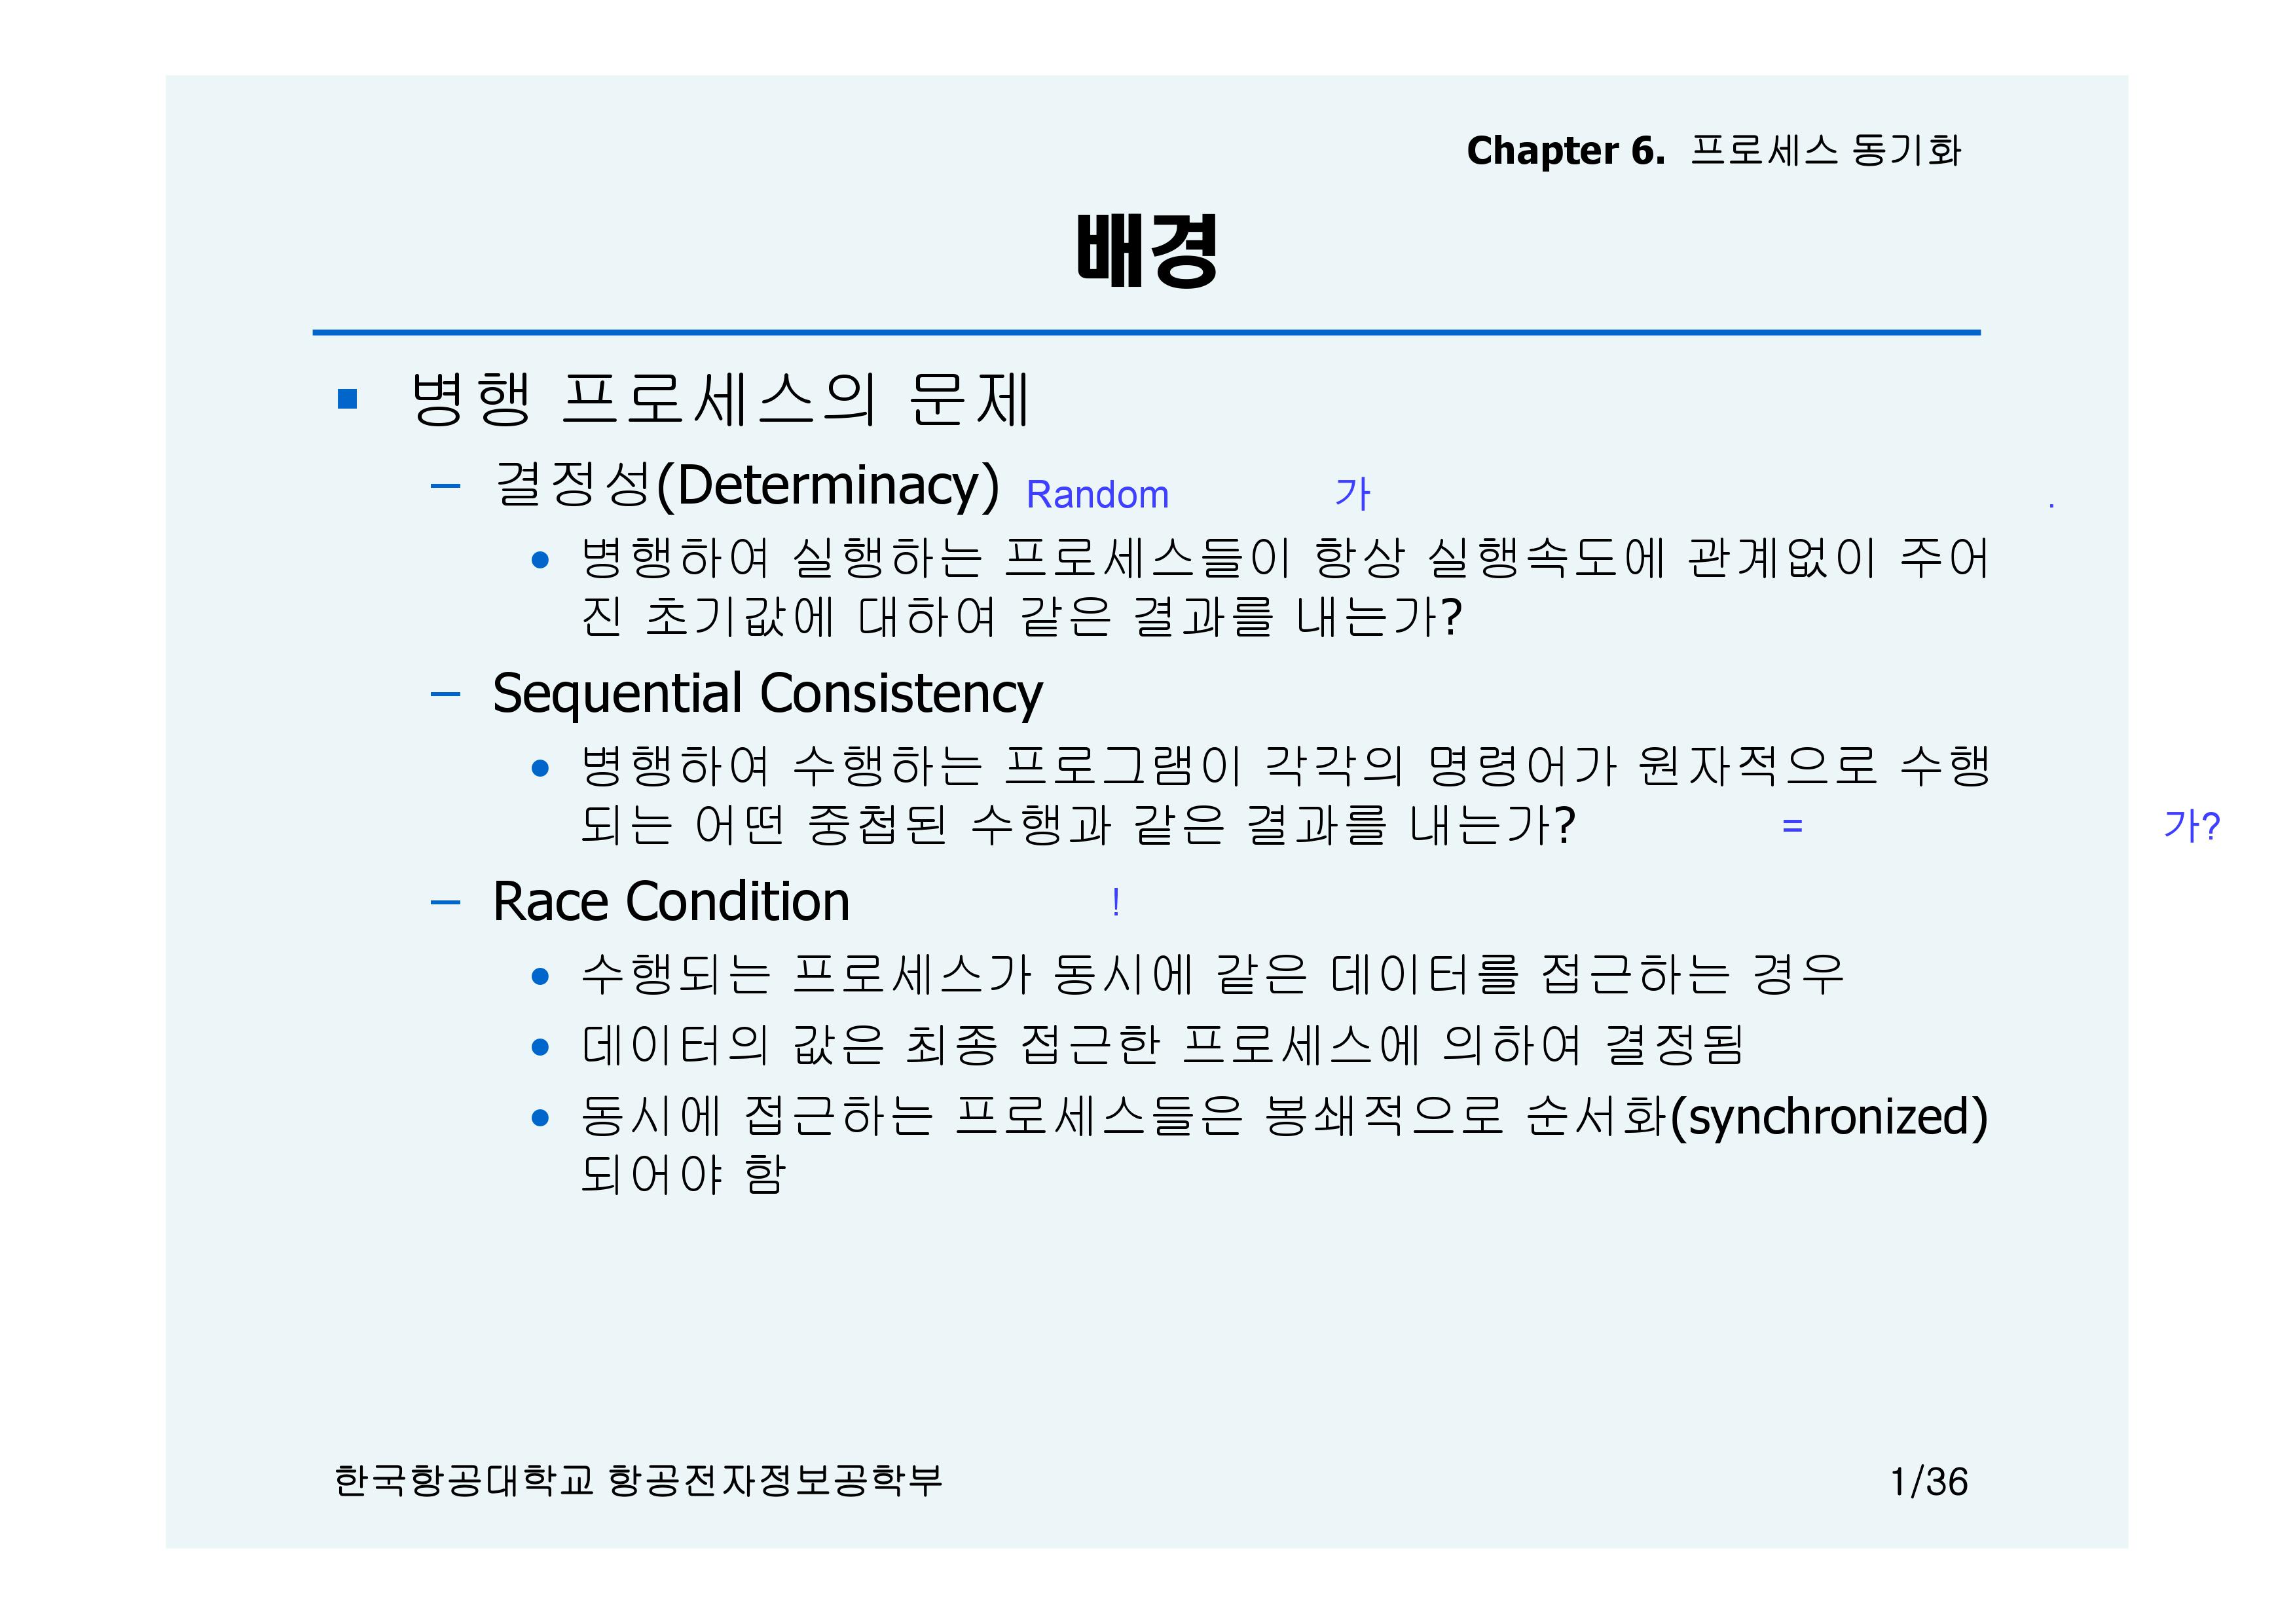 Chapter 6. 프로세스 동기화
배경
병행 프로세스의 문제
– 결정성(Determinacy) Random 가 .
병행하여 실행하는 프로세스들이 항상 실행속도에 관계없이 주어
진 초기값에 대하여 같은 결과를 내는가?
– Sequential Consistency
병행하여 수행하는 프로그램이 각각의 명령어가 원자적으로 수행
되는 어떤 중첩된 수행과 같은 결과를 내는가? = 가?
– Race Condition !
수행되는 프로세스가 동시에 같은 데이터를 접근하는 경우
데이터의 값은 최종 접근한 프로세스에 의하여 결정됨
동시에 접근하는 프로세스들은 봉쇄적으로 순서화(synchronized)
되어야 함
한국항공대학교 항공전자정보공학부
1/36